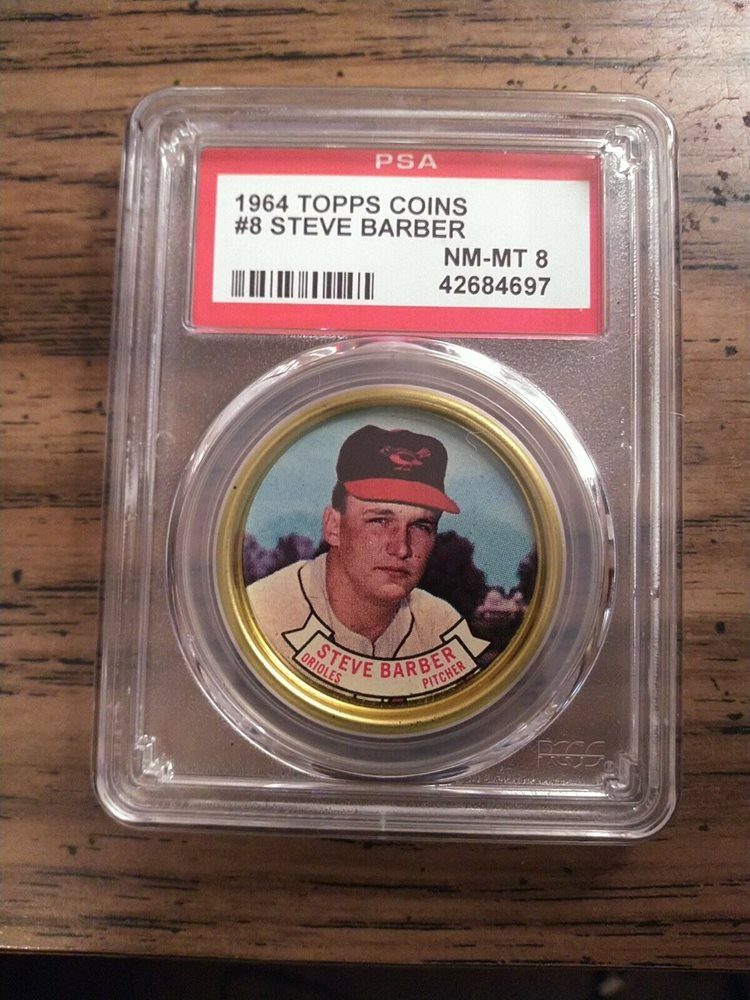 PSA
1964 TOPPS COINS
#8 STEVE BARBER
NM-MT 8
42684697
STEVE BARBER
ORIOLES PITCHER
PCGS